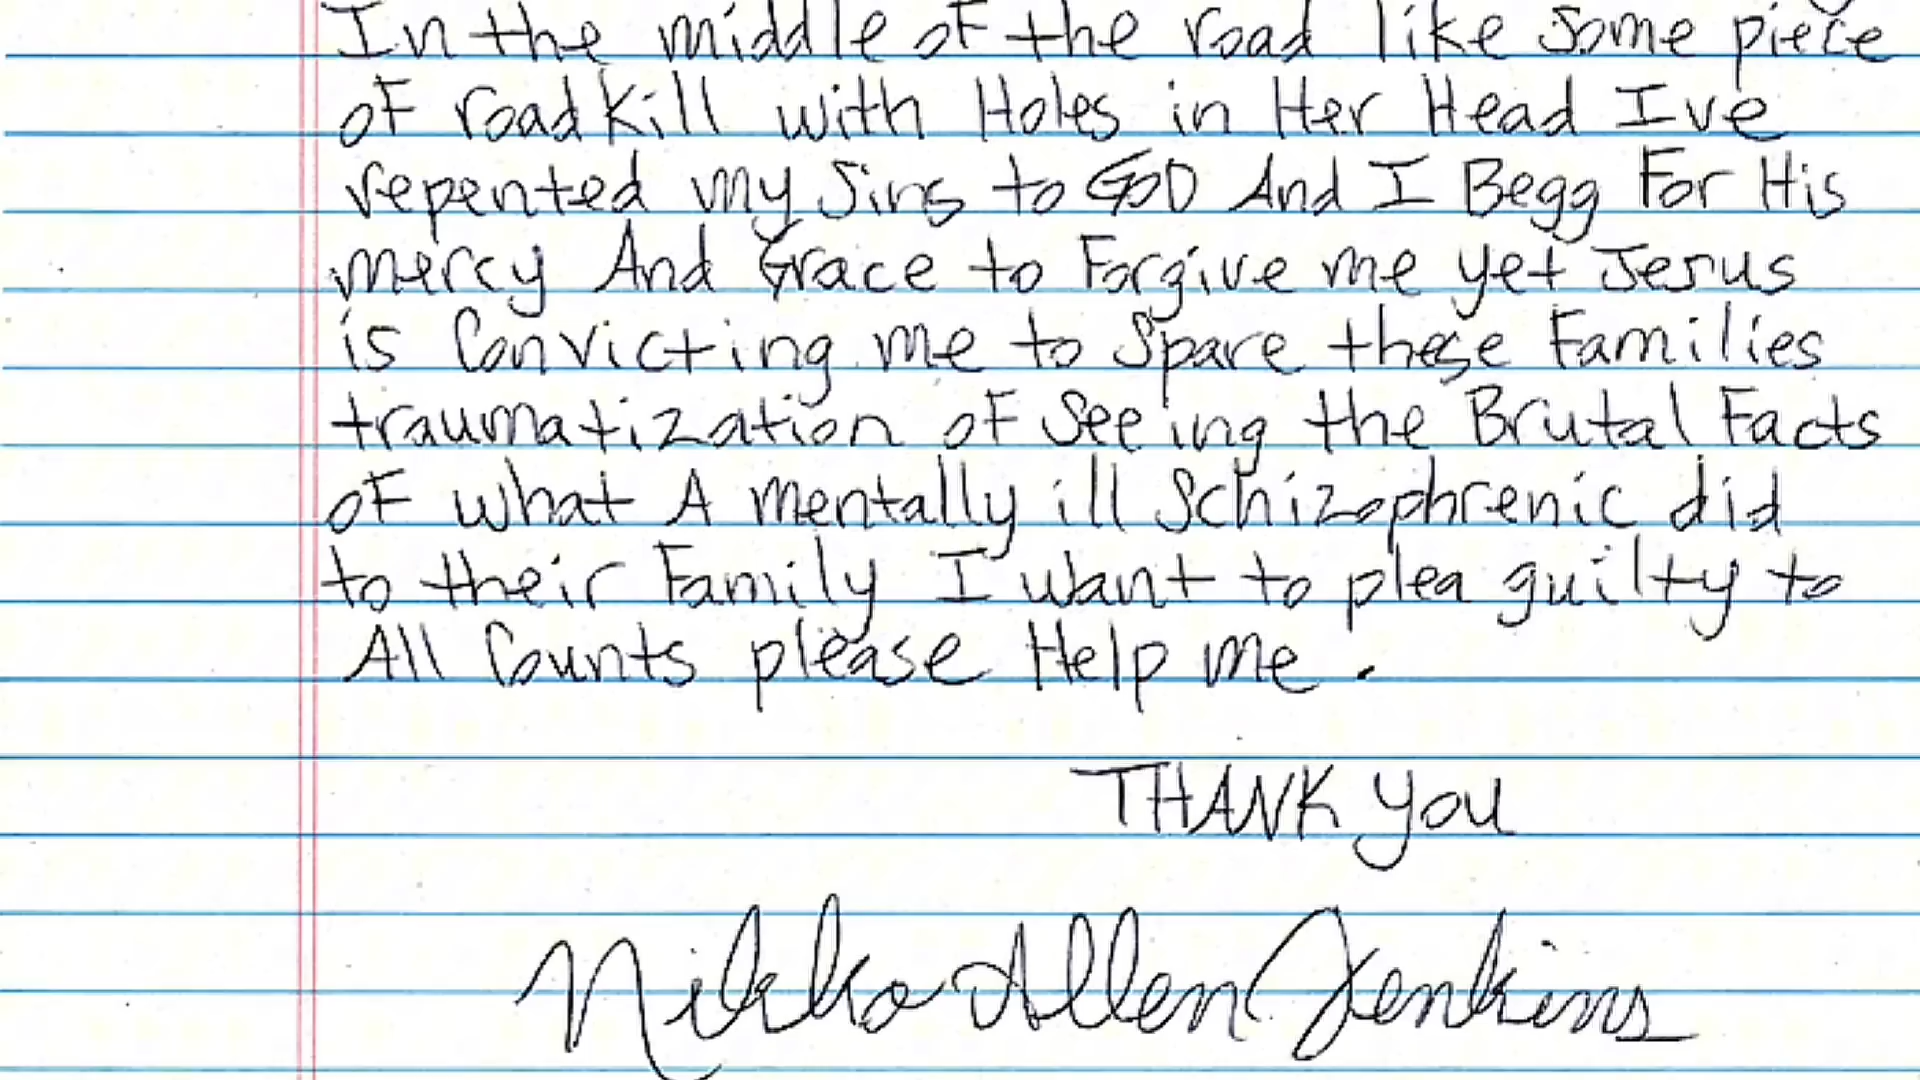 In the middle of the road like some piece
of roadkill with Holes in Her Head Ive
repented my Sins to GOD And I Begg For His
mercy And Grace to Forgive me yet Jesus
is Convicting me to Spare these Families
traumatization of Seeing the Brutal Facts
of what A mentally ill Schizophrenic did
to their Family I want to plea guilty to
All Counts please Help me.
THANK you
Nikko Allen Jenkins